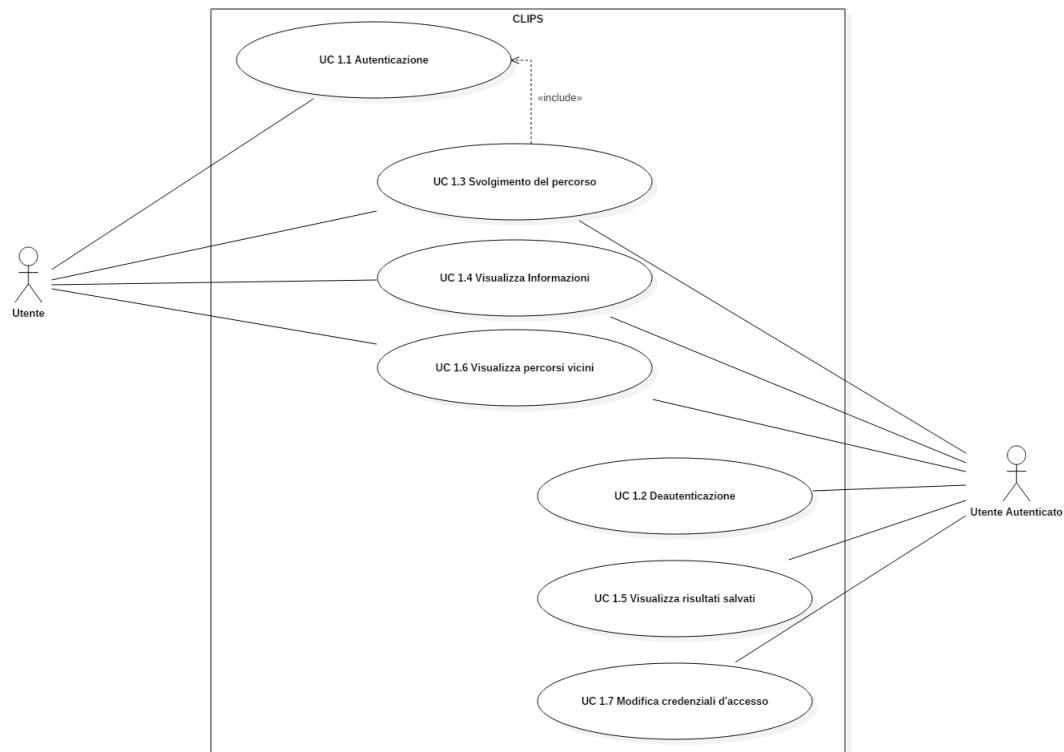 CLIPS
UC 1.1 Autenticazione
«include»
UC 1.3 Svolgimento del percorso
UC 1.4 Visualizza Informazioni
Utente
UC 1.6 Visualizza percorsi vicini
UC 1.2 Deautenticazione
Utente Autenticato
UC 1.5 Visualizza risultati salvati
UC 1.7 Modifica credenziali d'accesso